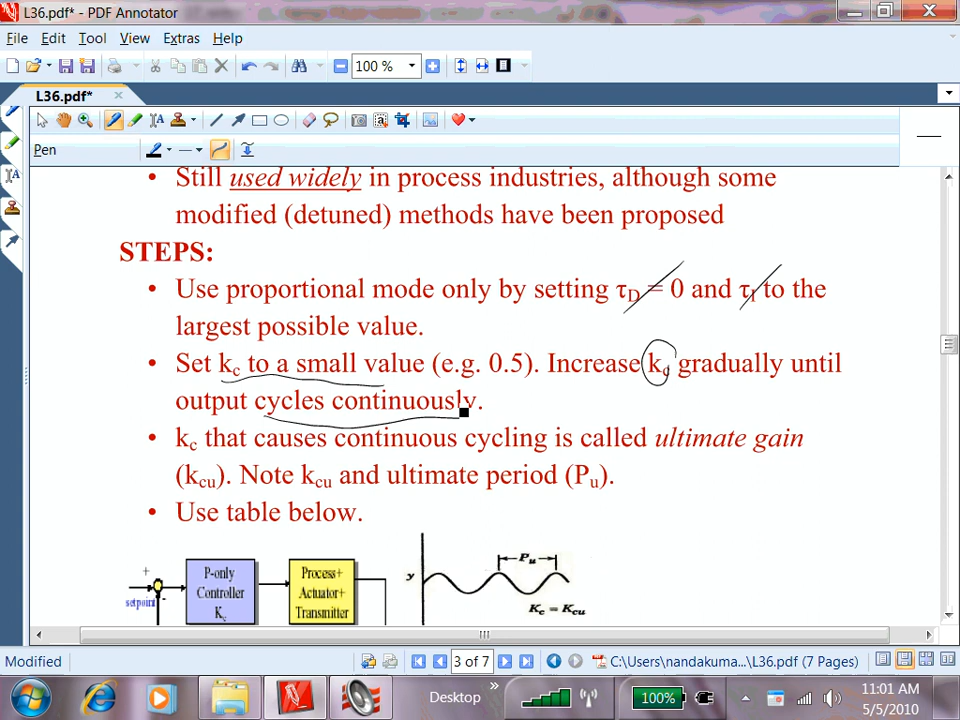 L36.pdf* - PDF Annotator
File Edit Tool View Extras Help
100 %
L36.pdf*
Pen
• Still used widely in process industries, although some
modified (detuned) methods have been proposed
STEPS:
• Use proportional mode only by setting τD = 0 and τI to the
largest possible value.
• Set kc to a small value (e.g. 0.5). Increase kc gradually until
output cycles continuously.
• kc that causes continuous cycling is called ultimate gain
(kcu). Note kcu and ultimate period (Pu).
• Use table below.
+
setpoint
-
P-only
Controller
Kc
Process+
Actuator+
Transmitter
y
Pu
Kc = Kcu
Modified
3 of 7
C:\Users\nandakuma...\L36.pdf (7 Pages)
Desktop
100%
11:01 AM
5/5/2010